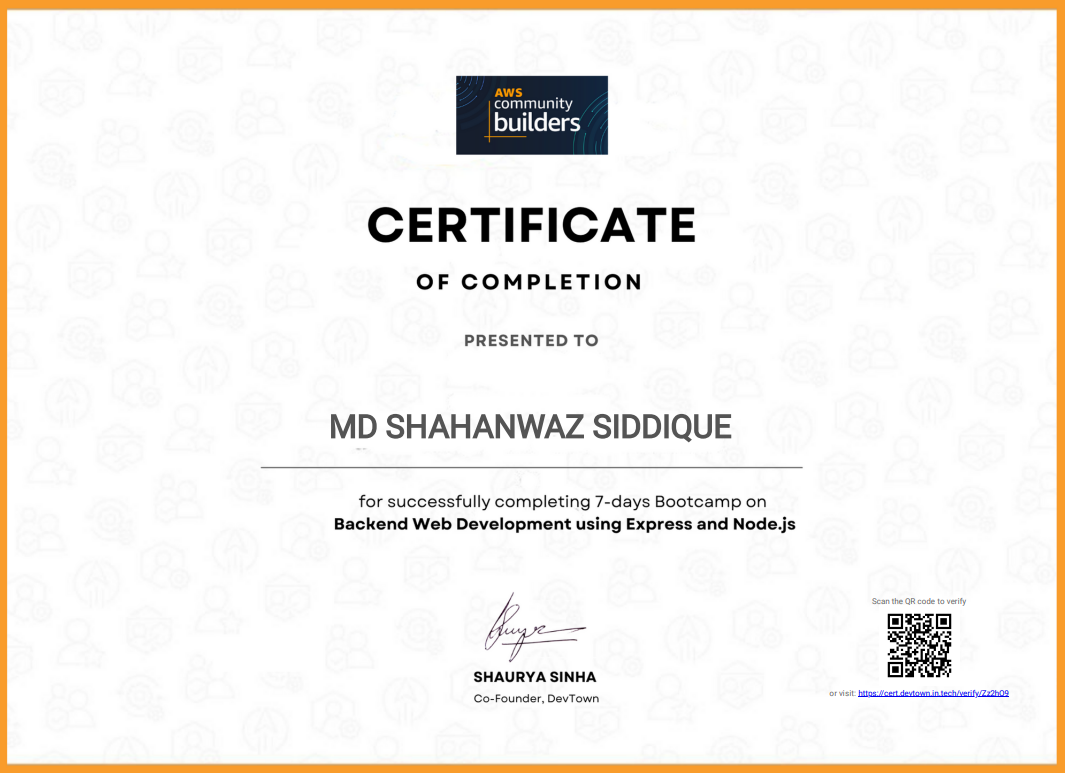 AWS
community
builders
CERTIFICATE
OF COMPLETION
PRESENTED TO
MD SHAHANWAZ SIDDIQUE
for successfully completing 7-days Bootcamp on
Backend Web Development using Express and Node.js
SHAURYA SINHA
Co-Founder, DevTown
Scan the QR code to verify
or visit: https://cert.devtown.in.tech/verify/Zz2hO9